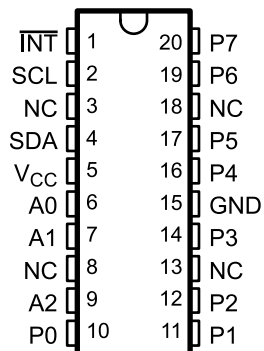 INT 1 20 P7
SCL 2 19 P6
NC 3 18 NC
SDA 4 17 P5
VCC 5 16 P4
A0 6 15 GND
A1 7 14 P3
NC 8 13 NC
A2 9 12 P2
P0 10 11 P1